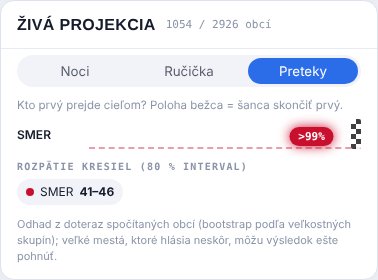 ŽIVÁ PROJEKCIA 1054 / 2926 obcí
Noci Ručička Preteky
Kto prvý prejde cieľom? Poloha bežca = šanca skončiť prvý.
SMER >99%
ROZPÄTIE KRESIEL (80 % INTERVAL)
SMER 41–46
Odhad z doteraz spočítaných obcí (bootstrap podľa veľkostných
skupín); veľké mestá, ktoré hlásia neskôr, môžu výsledok ešte
pohnúť.